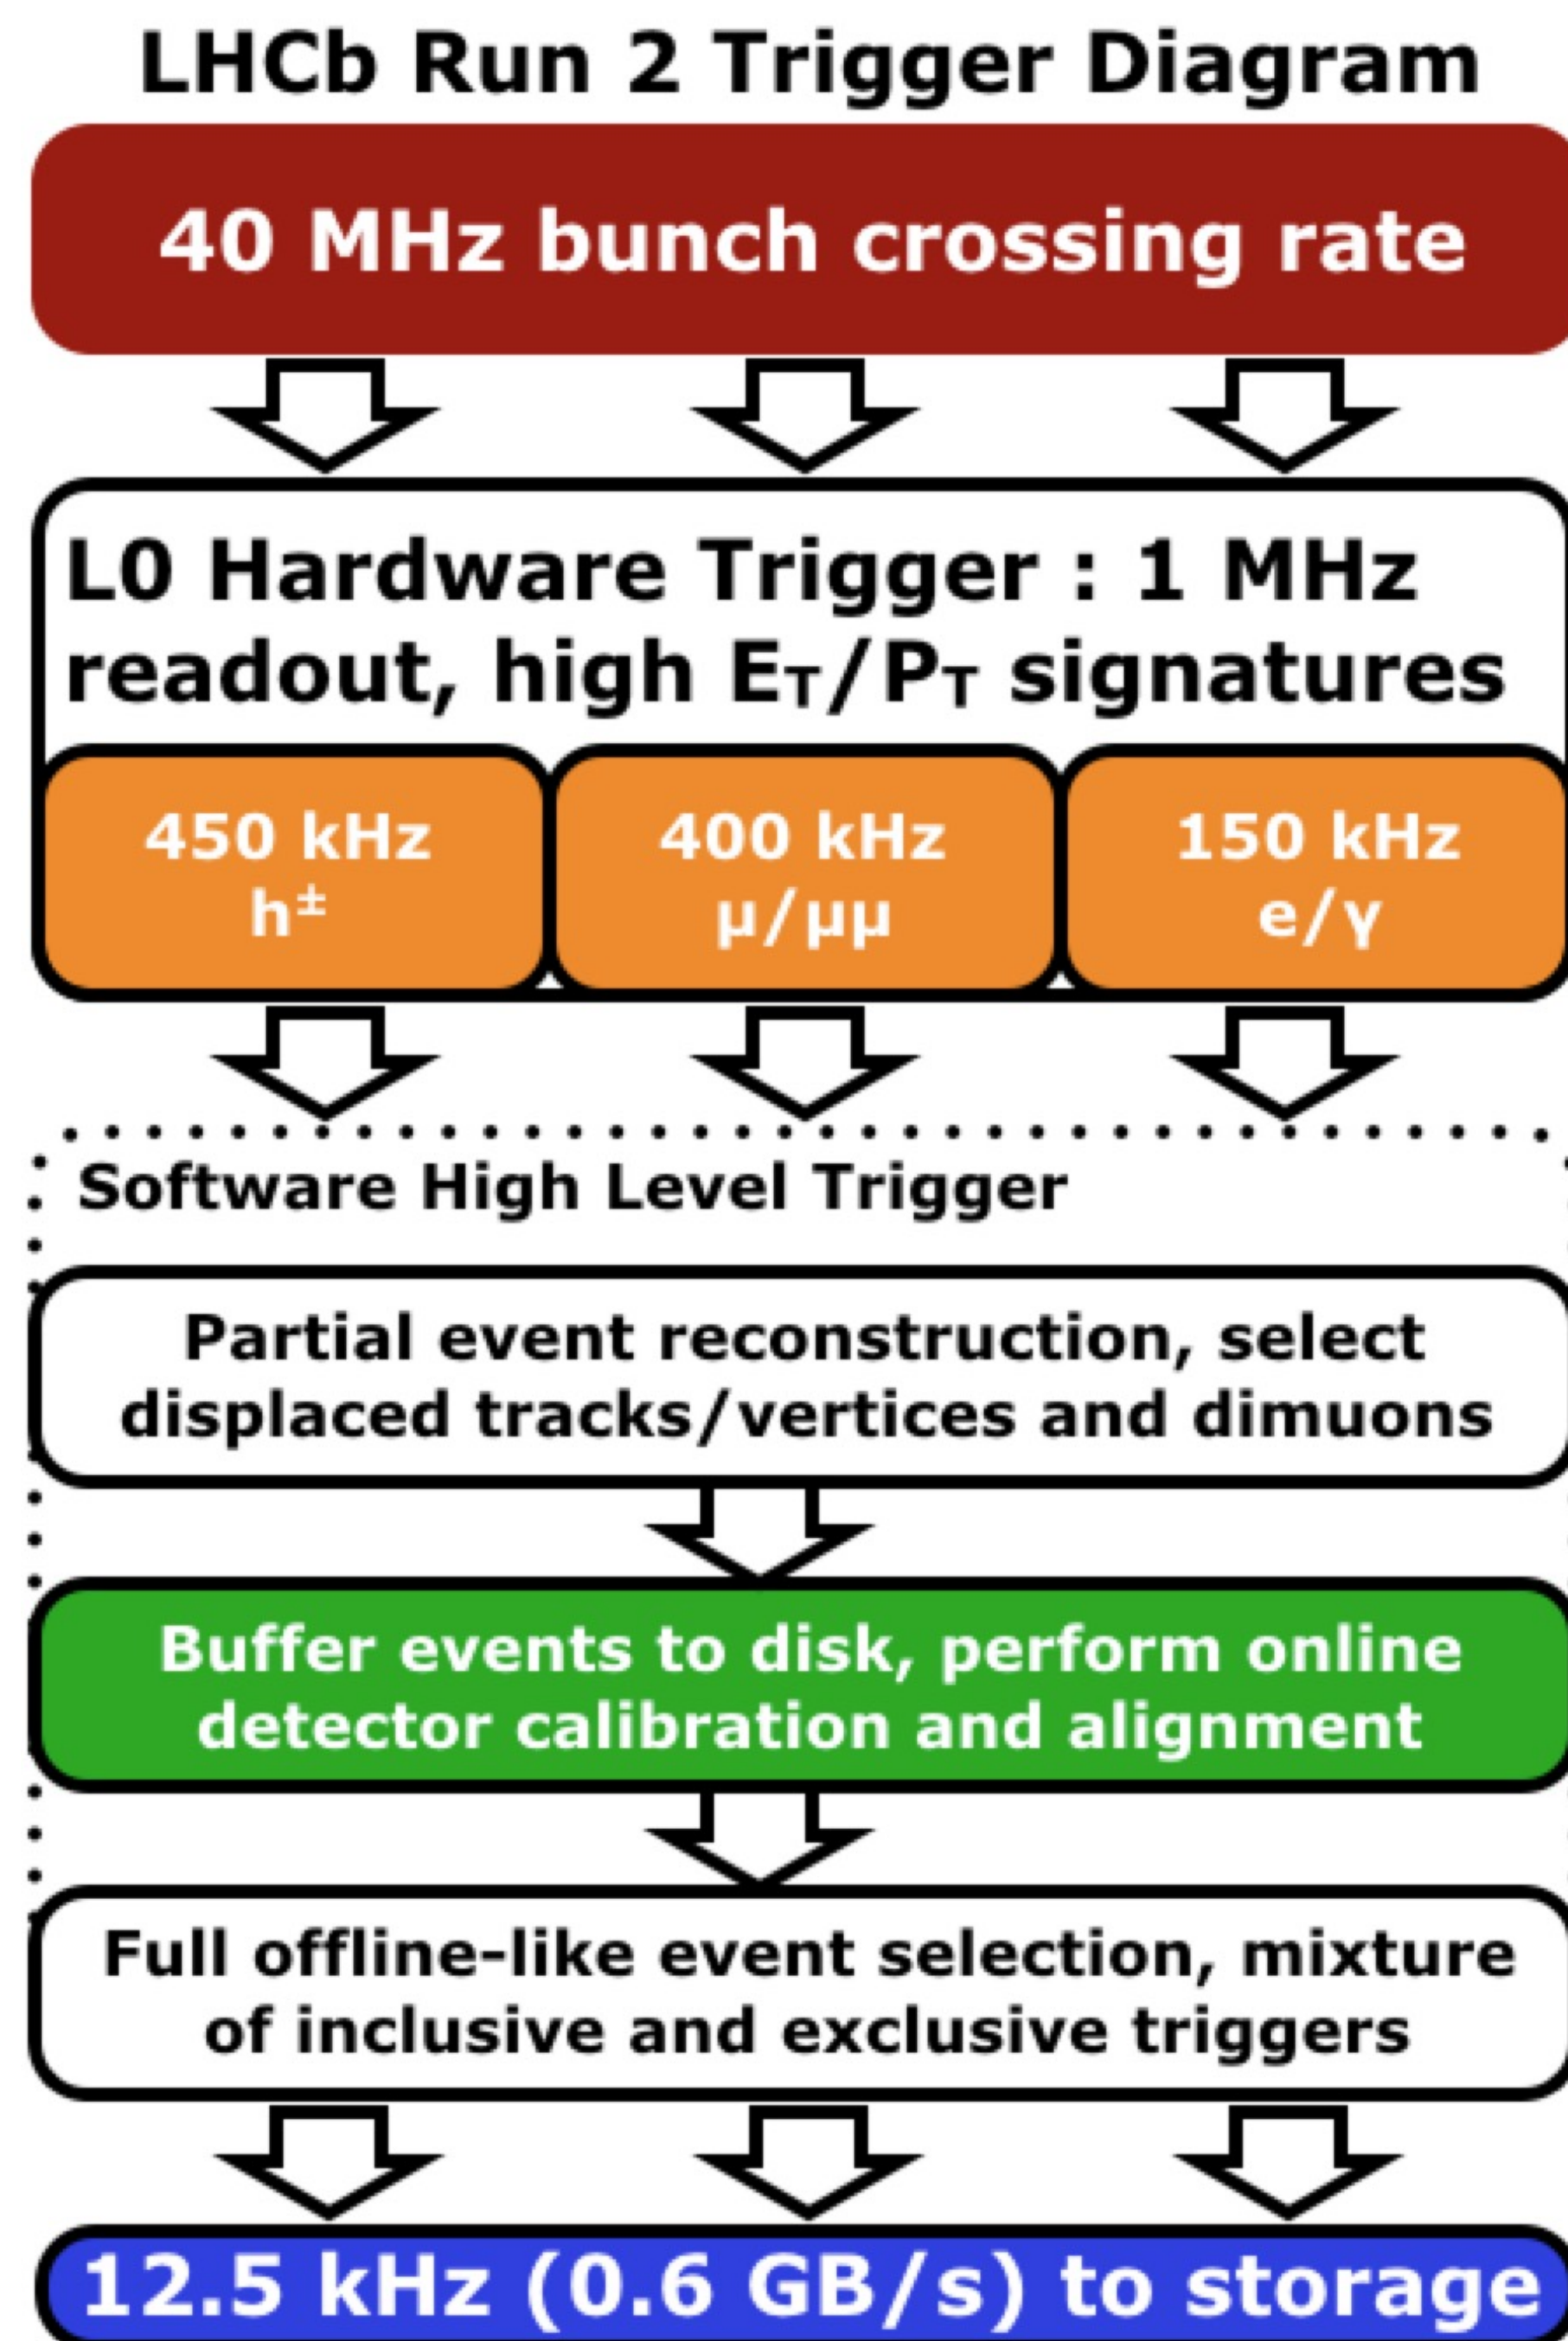 LHCb Run 2 Trigger Diagram
40 MHz bunch crossing rate
L0 Hardware Trigger : 1 MHz
readout, high ET/PT signatures
450 kHz
h±
400 kHz
μ/μμ
150 kHz
e/γ
Software High Level Trigger
Partial event reconstruction, select
displaced tracks/vertices and dimuons
Buffer events to disk, perform online
detector calibration and alignment
Full offline-like event selection, mixture
of inclusive and exclusive triggers
12.5 kHz (0.6 GB/s) to storage